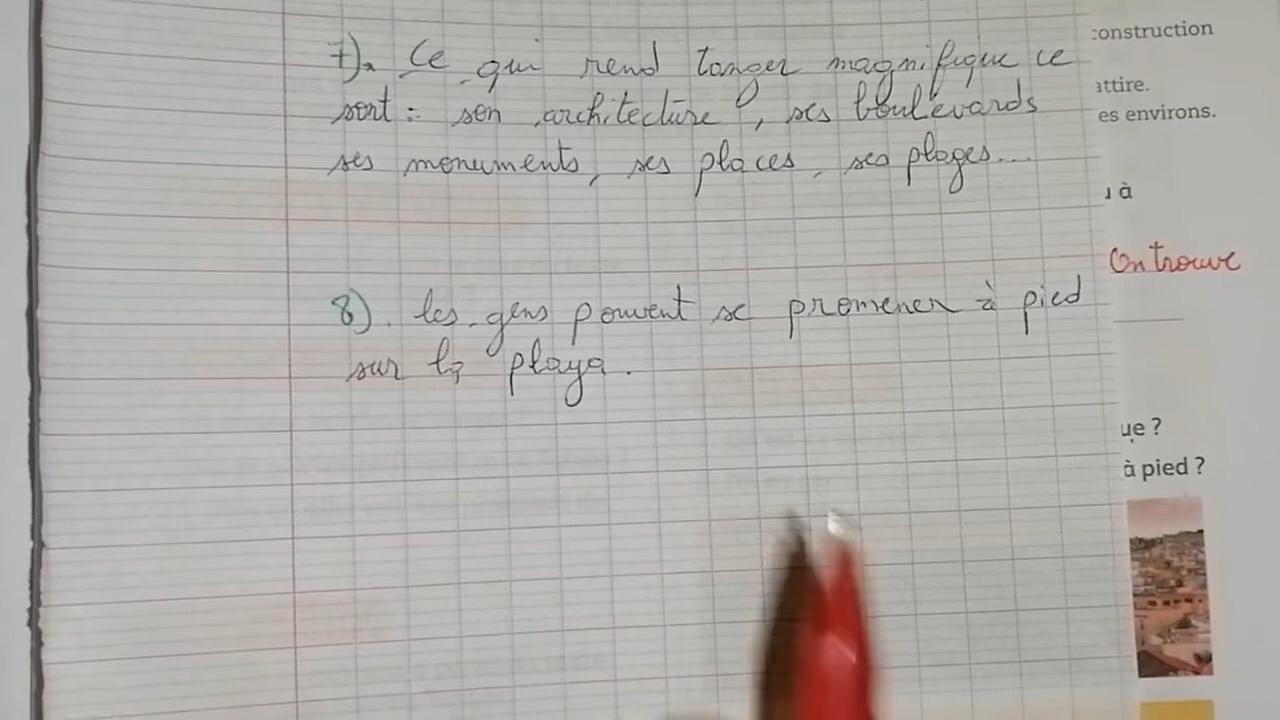 7). Ce qui rend tanger magnifique ce
sont : son architecture, ses boulevards
ses monuments, ses places, ses plages...
8). les gens peuvent se promener à pied
sur la playa.
construction
attire.
es environs.
à
On trouve
ue ?
à pied ?